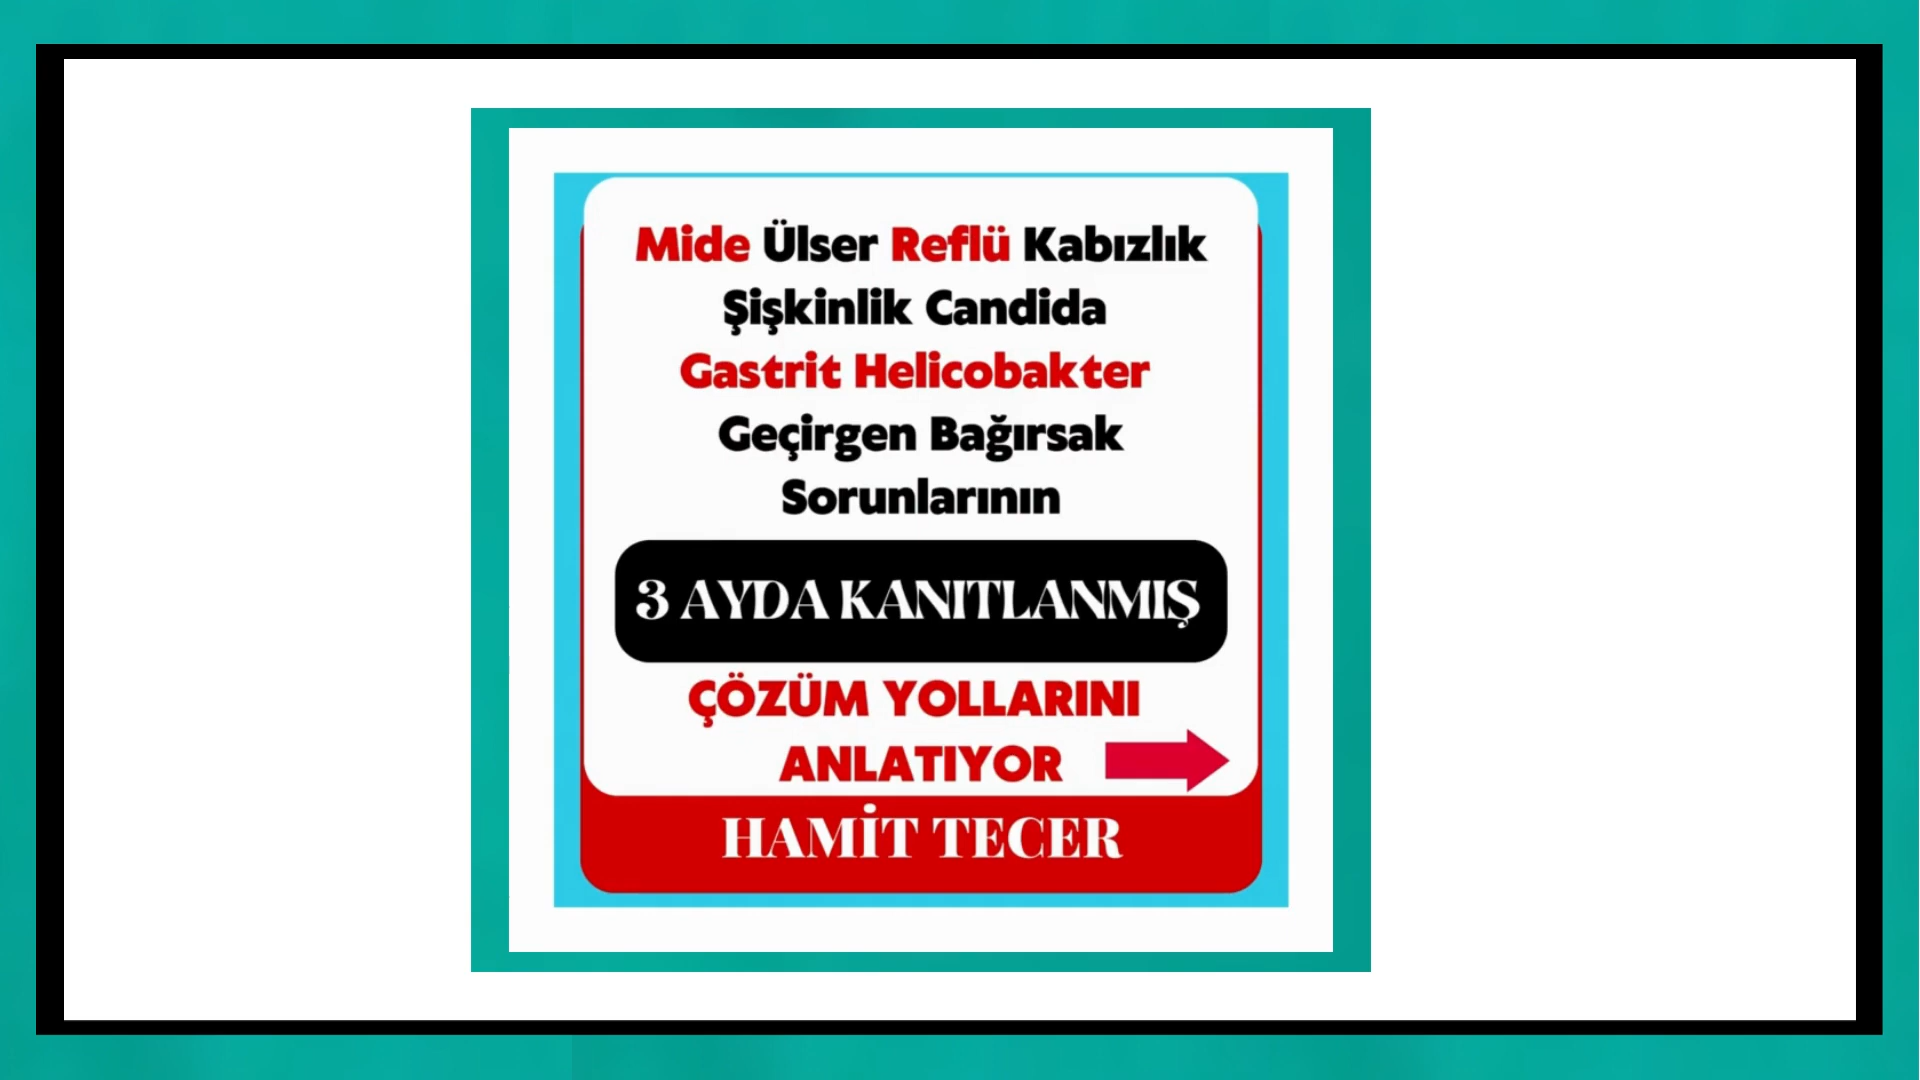 Mide Ülser Reflü Kabızlık
Şişkinlik Candida
Gastrit Helicobakter
Geçirgen Bağırsak
Sorunlarının
3 AYDA KANITLANMIŞ
ÇÖZÜM YOLLARINI
ANLATIYOR
HAMİT TECER